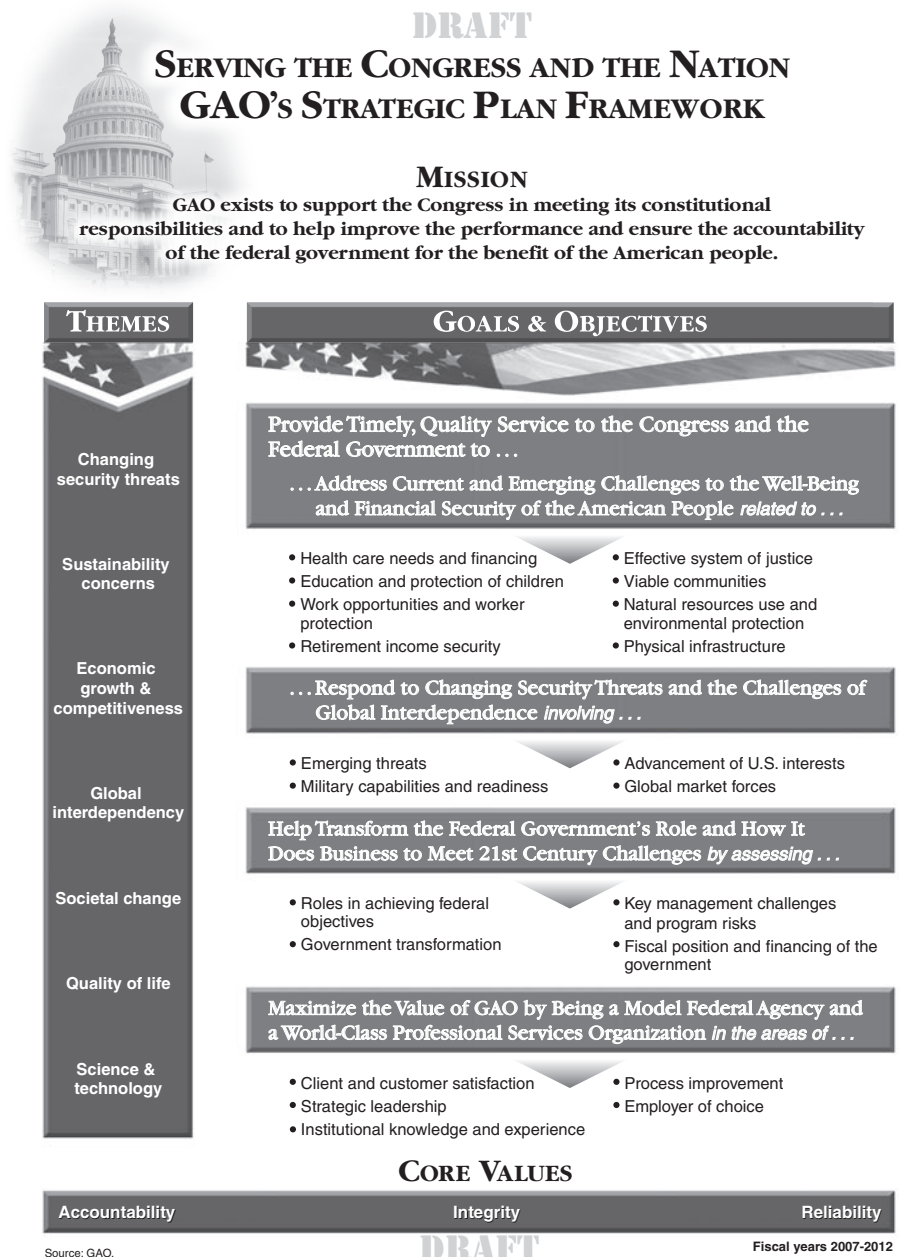 DRAFT
SERVING THE CONGRESS AND THE NATION
GAO'S STRATEGIC PLAN FRAMEWORK
MISSION
GAO exists to support the Congress in meeting its constitutional
responsibilities and to help improve the performance and ensure the accountability
of the federal government for the benefit of the American people.
THEMES
Changing
security threats
Sustainability
concerns
Economic
growth &
competitiveness
Global
interdependency
Societal change
Quality of life
Science &
technology
GOALS & OBJECTIVES
Provide Timely, Quality Service to the Congress and the
Federal Government to . . .
. . . Address Current and Emerging Challenges to the Well-Being
and Financial Security of the American People related to . . .
• Health care needs and financing
• Education and protection of children
• Work opportunities and worker
protection
• Retirement income security
• Effective system of justice
• Viable communities
• Natural resources use and
environmental protection
• Physical infrastructure
. . . Respond to Changing Security Threats and the Challenges of
Global Interdependence involving . . .
• Emerging threats
• Military capabilities and readiness
• Advancement of U.S. interests
• Global market forces
Help Transform the Federal Government's Role and How It
Does Business to Meet 21st Century Challenges by assessing . . .
• Roles in achieving federal
objectives
• Government transformation
• Key management challenges
and program risks
• Fiscal position and financing of the
government
Maximize the Value of GAO by Being a Model Federal Agency and
a World-Class Professional Services Organization in the areas of . . .
• Client and customer satisfaction
• Strategic leadership
• Institutional knowledge and experience
• Process improvement
• Employer of choice
CORE VALUES
Accountability
Integrity
Reliability
Source: GAO.
DRAFT
Fiscal years 2007-2012